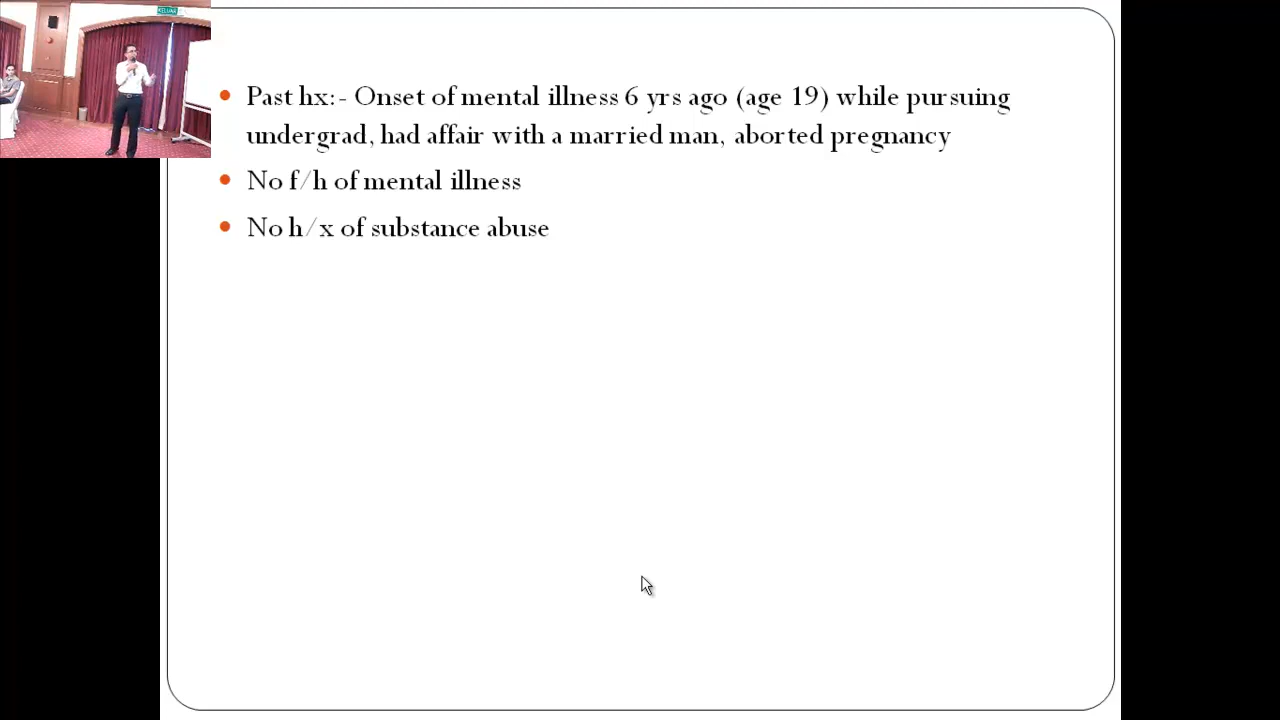 KELUAR
Past hx:- Onset of mental illness 6 yrs ago (age 19) while pursuing
undergrad, had affair with a married man, aborted pregnancy
No f/h of mental illness
No h/x of substance abuse